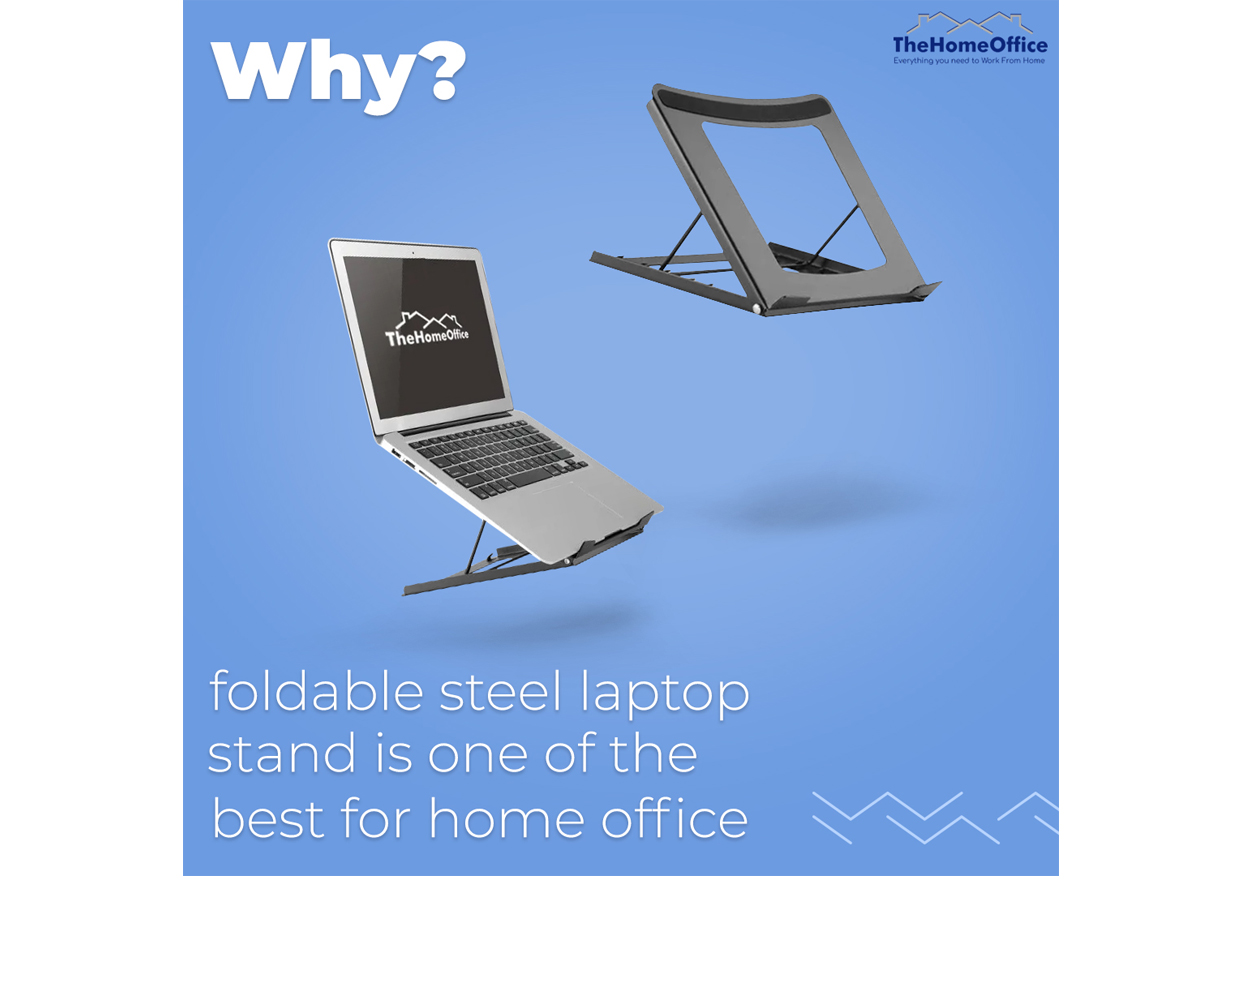 Why?
TheHomeOffice
Everything you need to Work From Home
TheHomeOffice
foldable steel laptop
stand is one of the
best for home office